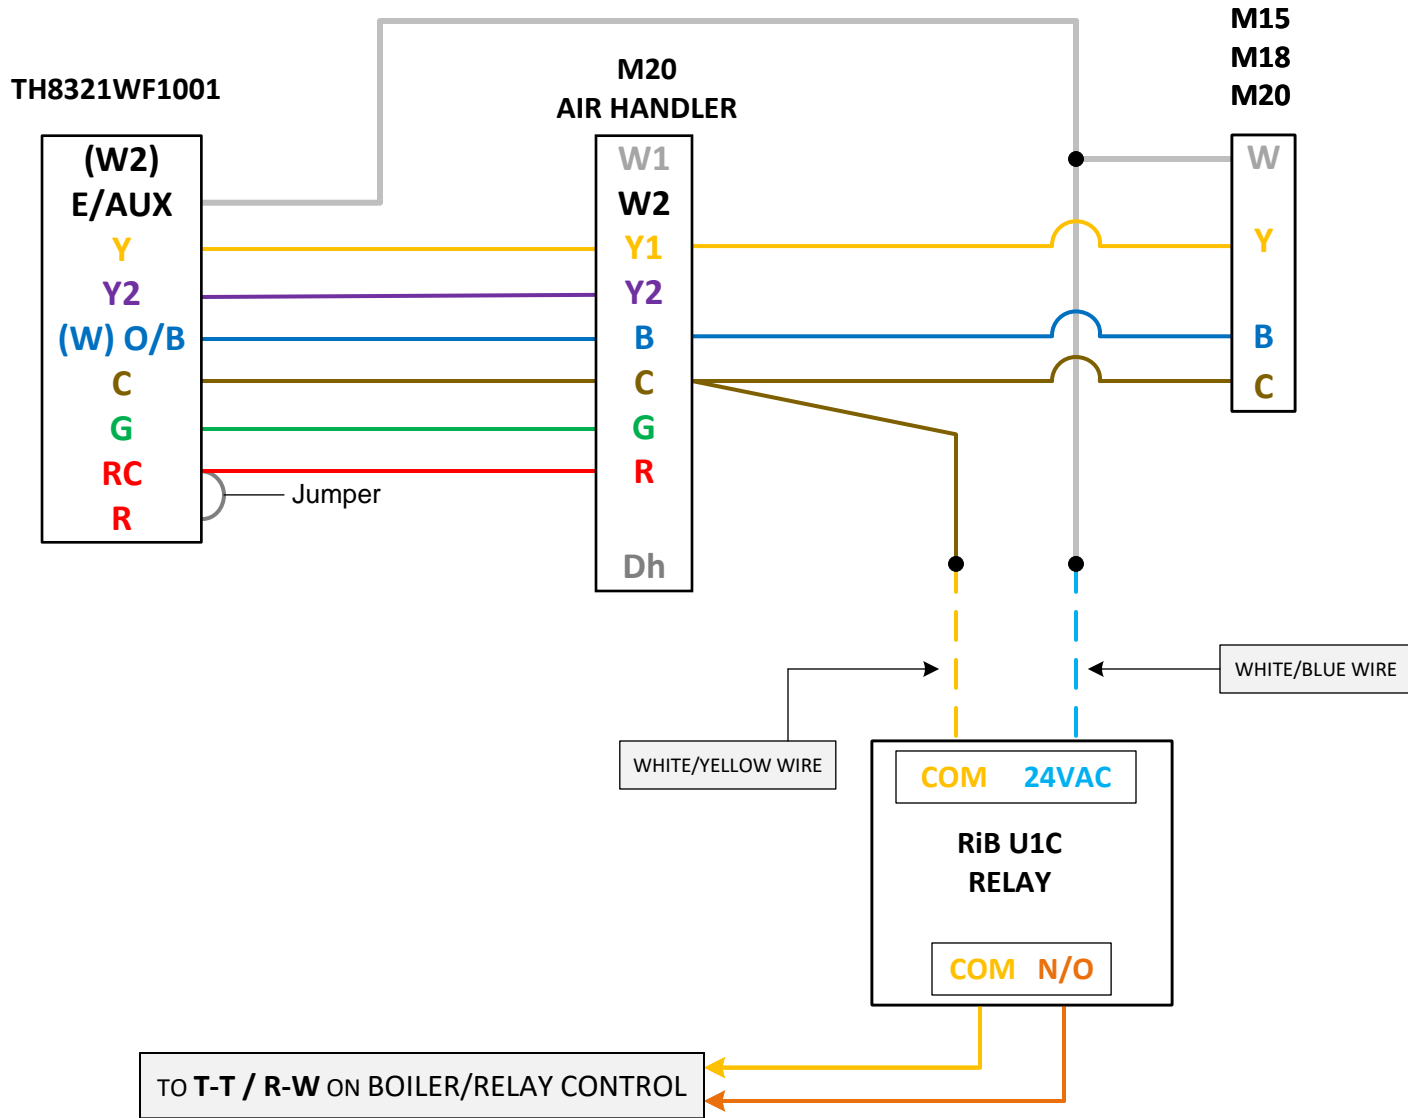 TH8321WF1001
(W2)
E/AUX
Y
Y2
(W) O/B
C
G
RC
R
Jumper
M20
AIR HANDLER
W1
W2
Y1
Y2
B
C
G
R
Dh
M15
M18
M20
W
Y
B
C
WHITE/BLUE WIRE
WHITE/YELLOW WIRE
COM 24VAC
RiB U1C
RELAY
COM N/O
TO T-T / R-W ON BOILER/RELAY CONTROL